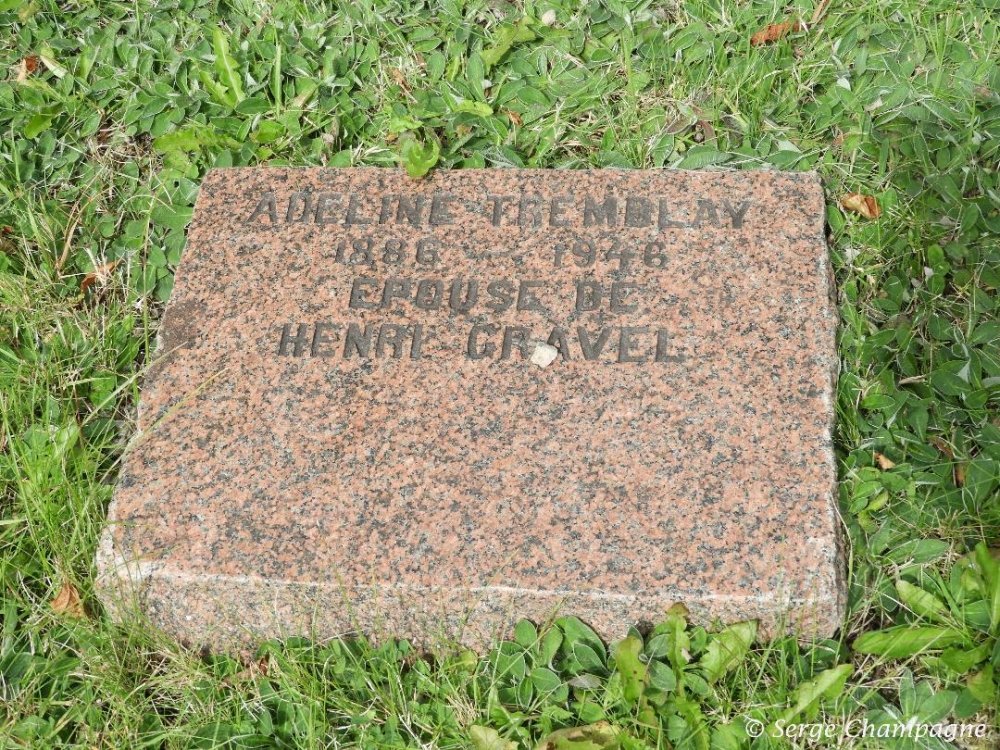 ADELINE TREMBLAY
1886 — 1946
EPOUSE DE
HENRI GRAVEL
© Serge Champagne